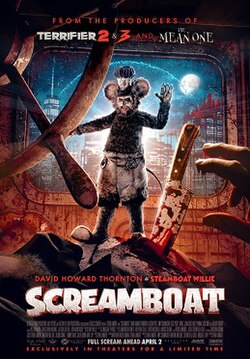 FROM THE PRODUCERS OF
TERRIFIER 2 & 3 AND THE MEAN ONE
DAVID HOWARD THORNTON IS STEAMBOAT WILLIE
SCREAMBOAT
FULL SCREAM AHEAD APRIL 2
EXCLUSIVELY IN THEATERS FOR A LIMITED TIME